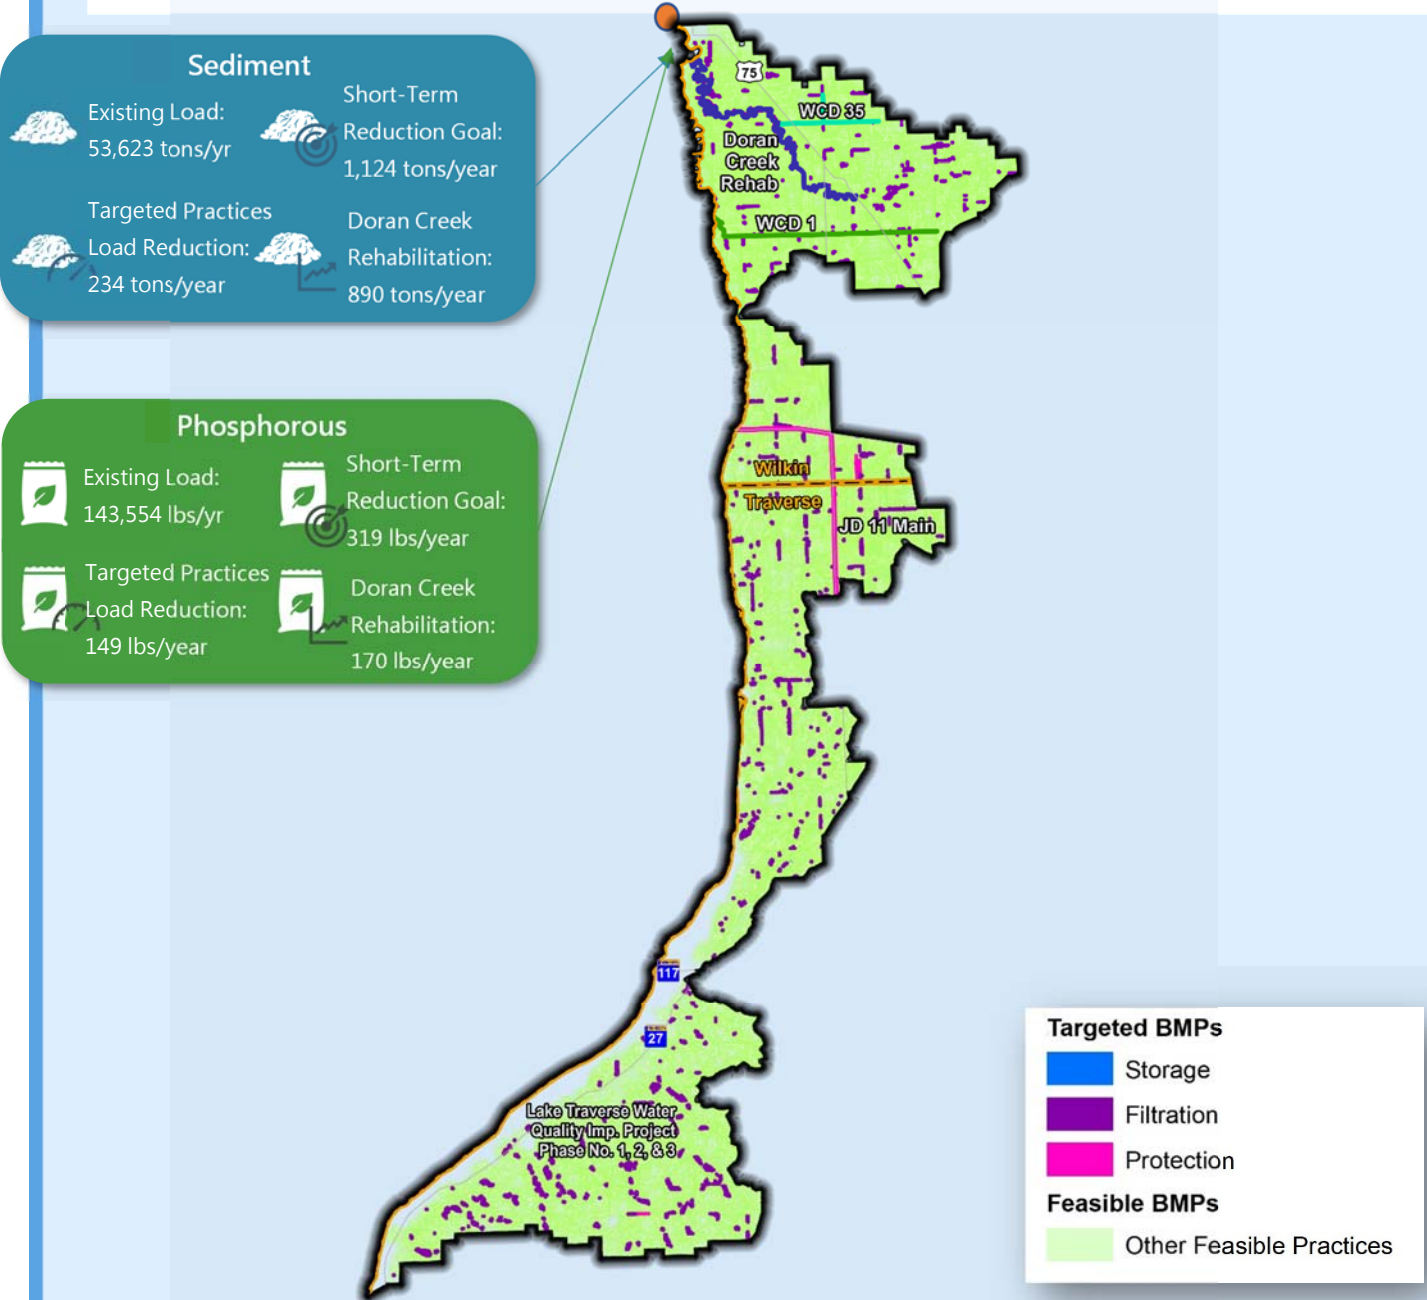 Sediment
Existing Load:
53,623 tons/yr
Short-Term
Reduction Goal:
1,124 tons/year
Targeted Practices
Load Reduction:
234 tons/year
Doran Creek
Rehabilitation:
890 tons/year
Phosphorous
Existing Load:
143,554 lbs/yr
Short-Term
Reduction Goal:
319 lbs/year
Targeted Practices
Load Reduction:
149 lbs/year
Doran Creek
Rehabilitation:
170 lbs/year
75
WCD 35
Doran
Creek
Rehab
WCD 1
Wilkin
Traverse
JD 11 Main
117
27
Lake Traverse Water
Quality Imp. Project
Phase No. 1, 2, & 3
Targeted BMPs
Storage
Filtration
Protection
Feasible BMPs
Other Feasible Practices